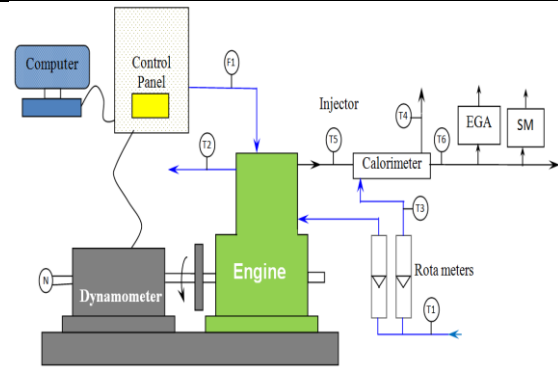 Computer
Control
Panel
F1
Injector
T4
EGA
SM
T2
T5
Calorimeter
T6
T3
Engine
Rota meters
N
Dynamometer
T1